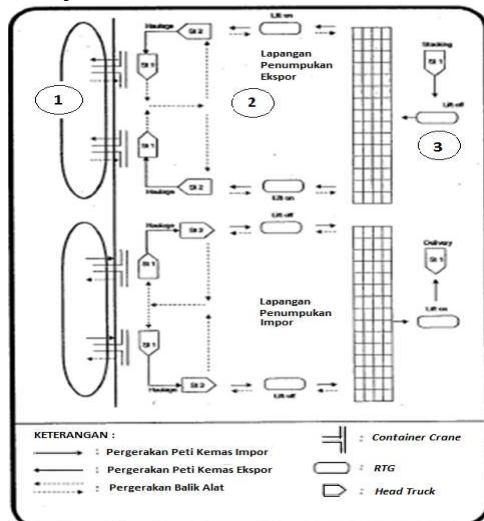 Haulage
St 2
Lift on
Lapangan
Penumpukan
Ekspor
Stacking
St 1
St 1
Lift off
1
2
3
St 1
St 2
Haulage
Lift on
Haulage
St 2
Lift off
Delivery
St 1
St 1
Lapangan
Penumpukan
Impor
Lift on
St 1
St 2
Haulage
Lift off
KETERANGAN :
: Pergerakan Peti Kemas Impor
: Pergerakan Peti Kemas Ekspor
: Pergerakan Balik Alat
: Container Crane
: RTG
: Head Truck